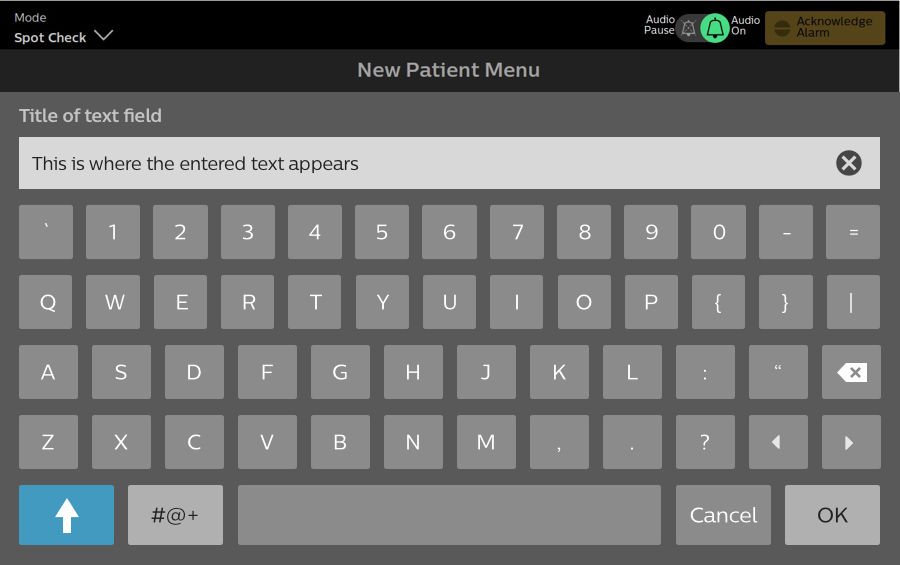 Mode
Spot Check
Audio Pause
Audio On
Acknowledge Alarm
New Patient Menu
Title of text field
This is where the entered text appears
` 1 2 3 4 5 6 7 8 9 0 - =
Q W E R T Y U I O P { } |
A S D F G H J K L : “
Z X C V B N M , . ?
#@+ Cancel OK